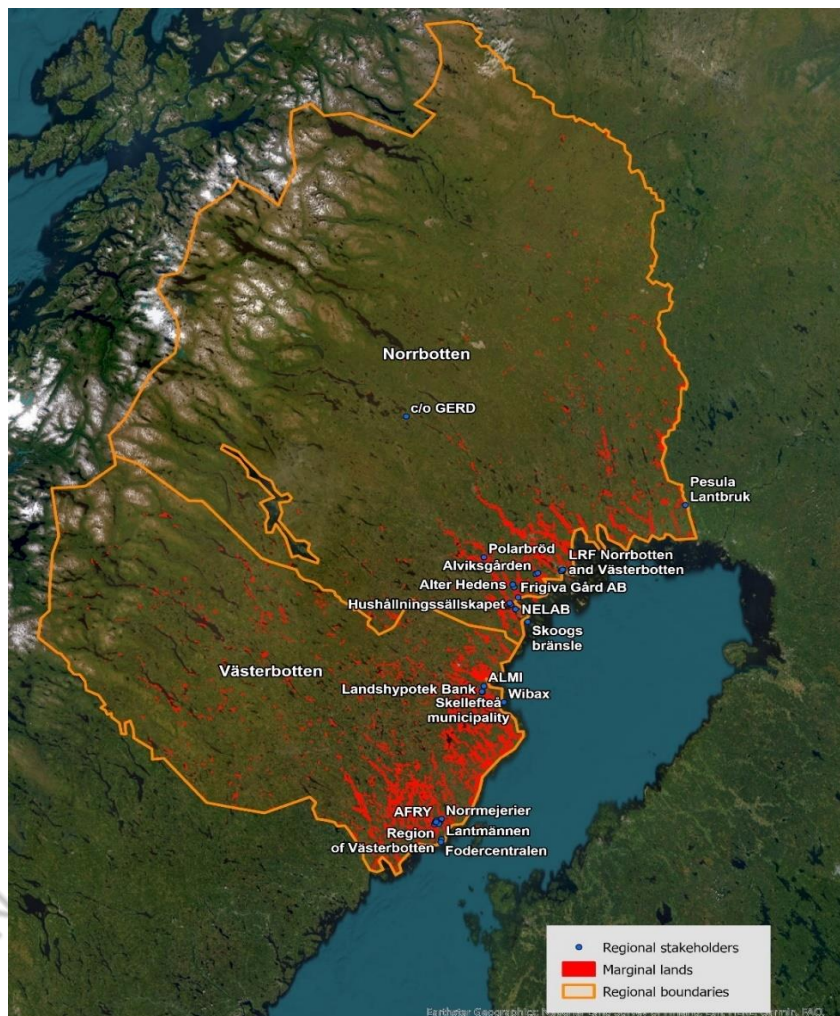 Norrbotten
c/o GERD
Pesula
Lantbruk
Polarbröd
Alviksgården
LRF Norrbotten
and Västerbotten
Alter Hedens
Frigiva Gård AB
Hushållningssällskapet
NELAB
Skoogs
bränsle
Västerbotten
ALMI
Landshypotek Bank
Wibax
Skellefteå
municipality
AFRY
Norrmejerier
Region
of Västerbotten
Lantmännen
Fodercentralen
Regional stakeholders
Marginal lands
Regional boundaries
Earthstar Geographics